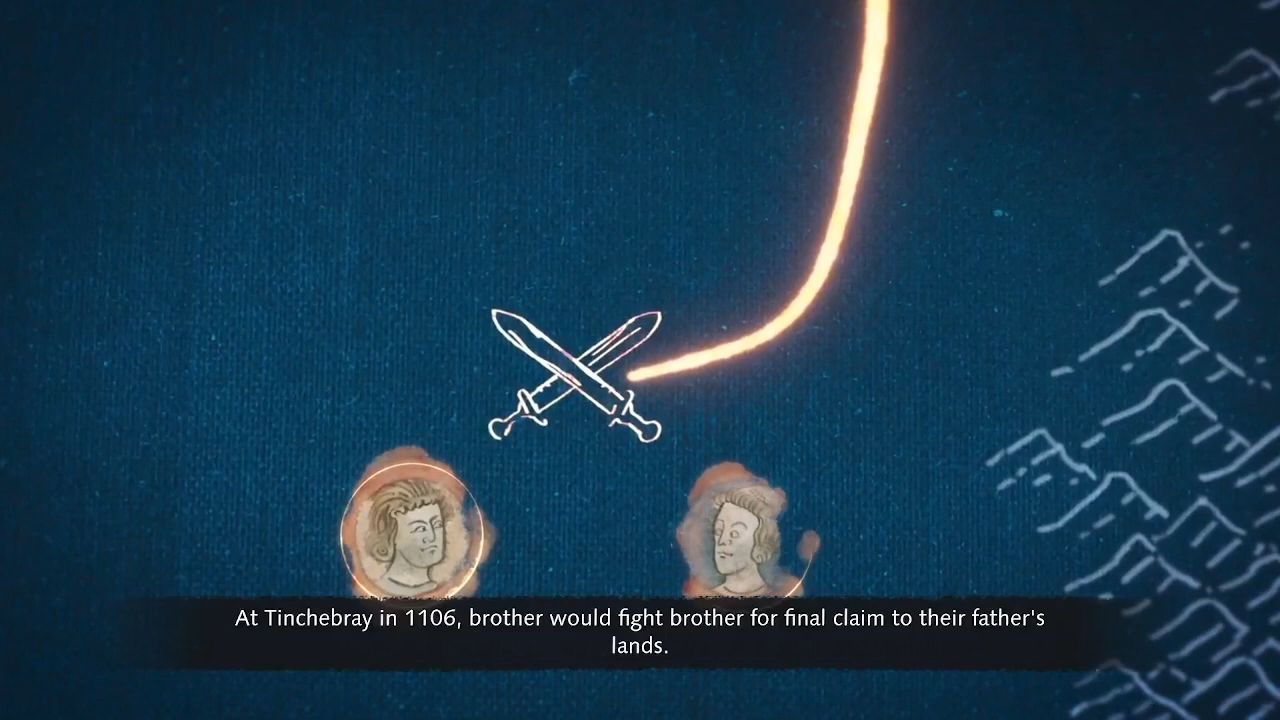 At Tinchebray in 1106, brother would fight brother for final claim to their father's
lands.